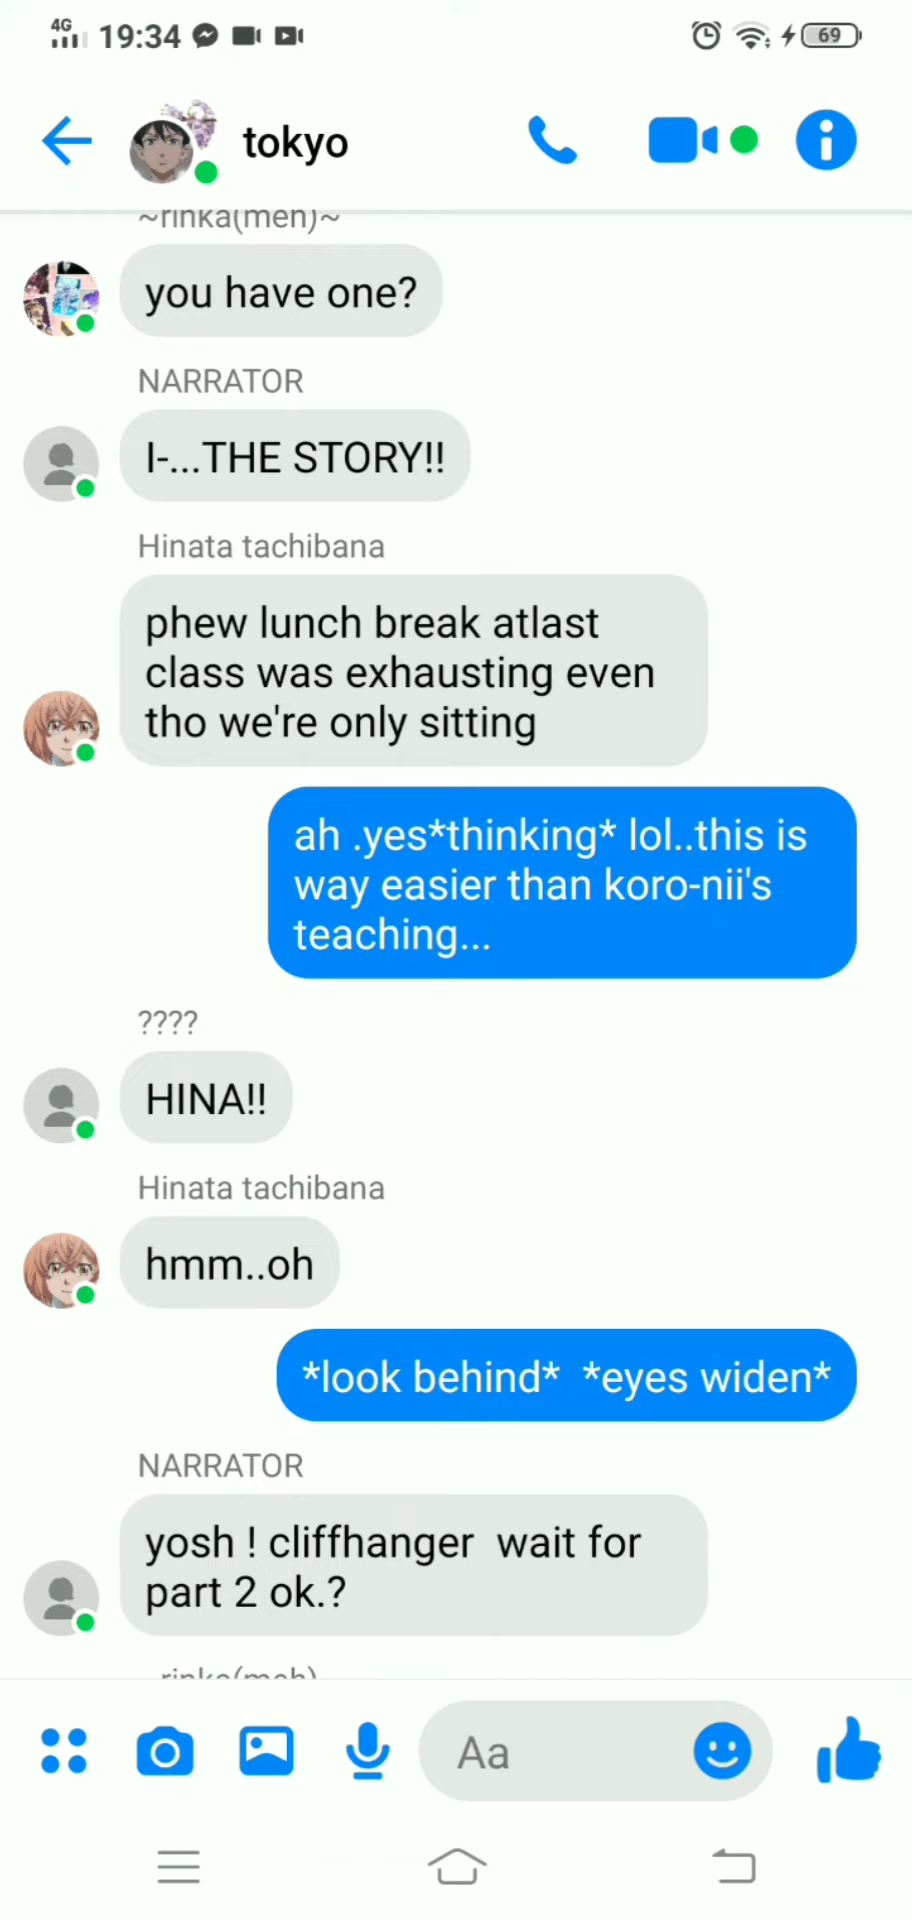 4G
19:34
69
tokyo
~rinka(meh)~
you have one?
NARRATOR
I-...THE STORY!!
Hinata tachibana
phew lunch break atlast
class was exhausting even
tho we're only sitting
ah .yes*thinking* lol..this is
way easier than koro-nii's
teaching...
????
HINA!!
Hinata tachibana
hmm..oh
*look behind*  *eyes widen*
NARRATOR
yosh ! cliffhanger  wait for
part 2 ok.?
rinka(meh)
Aa